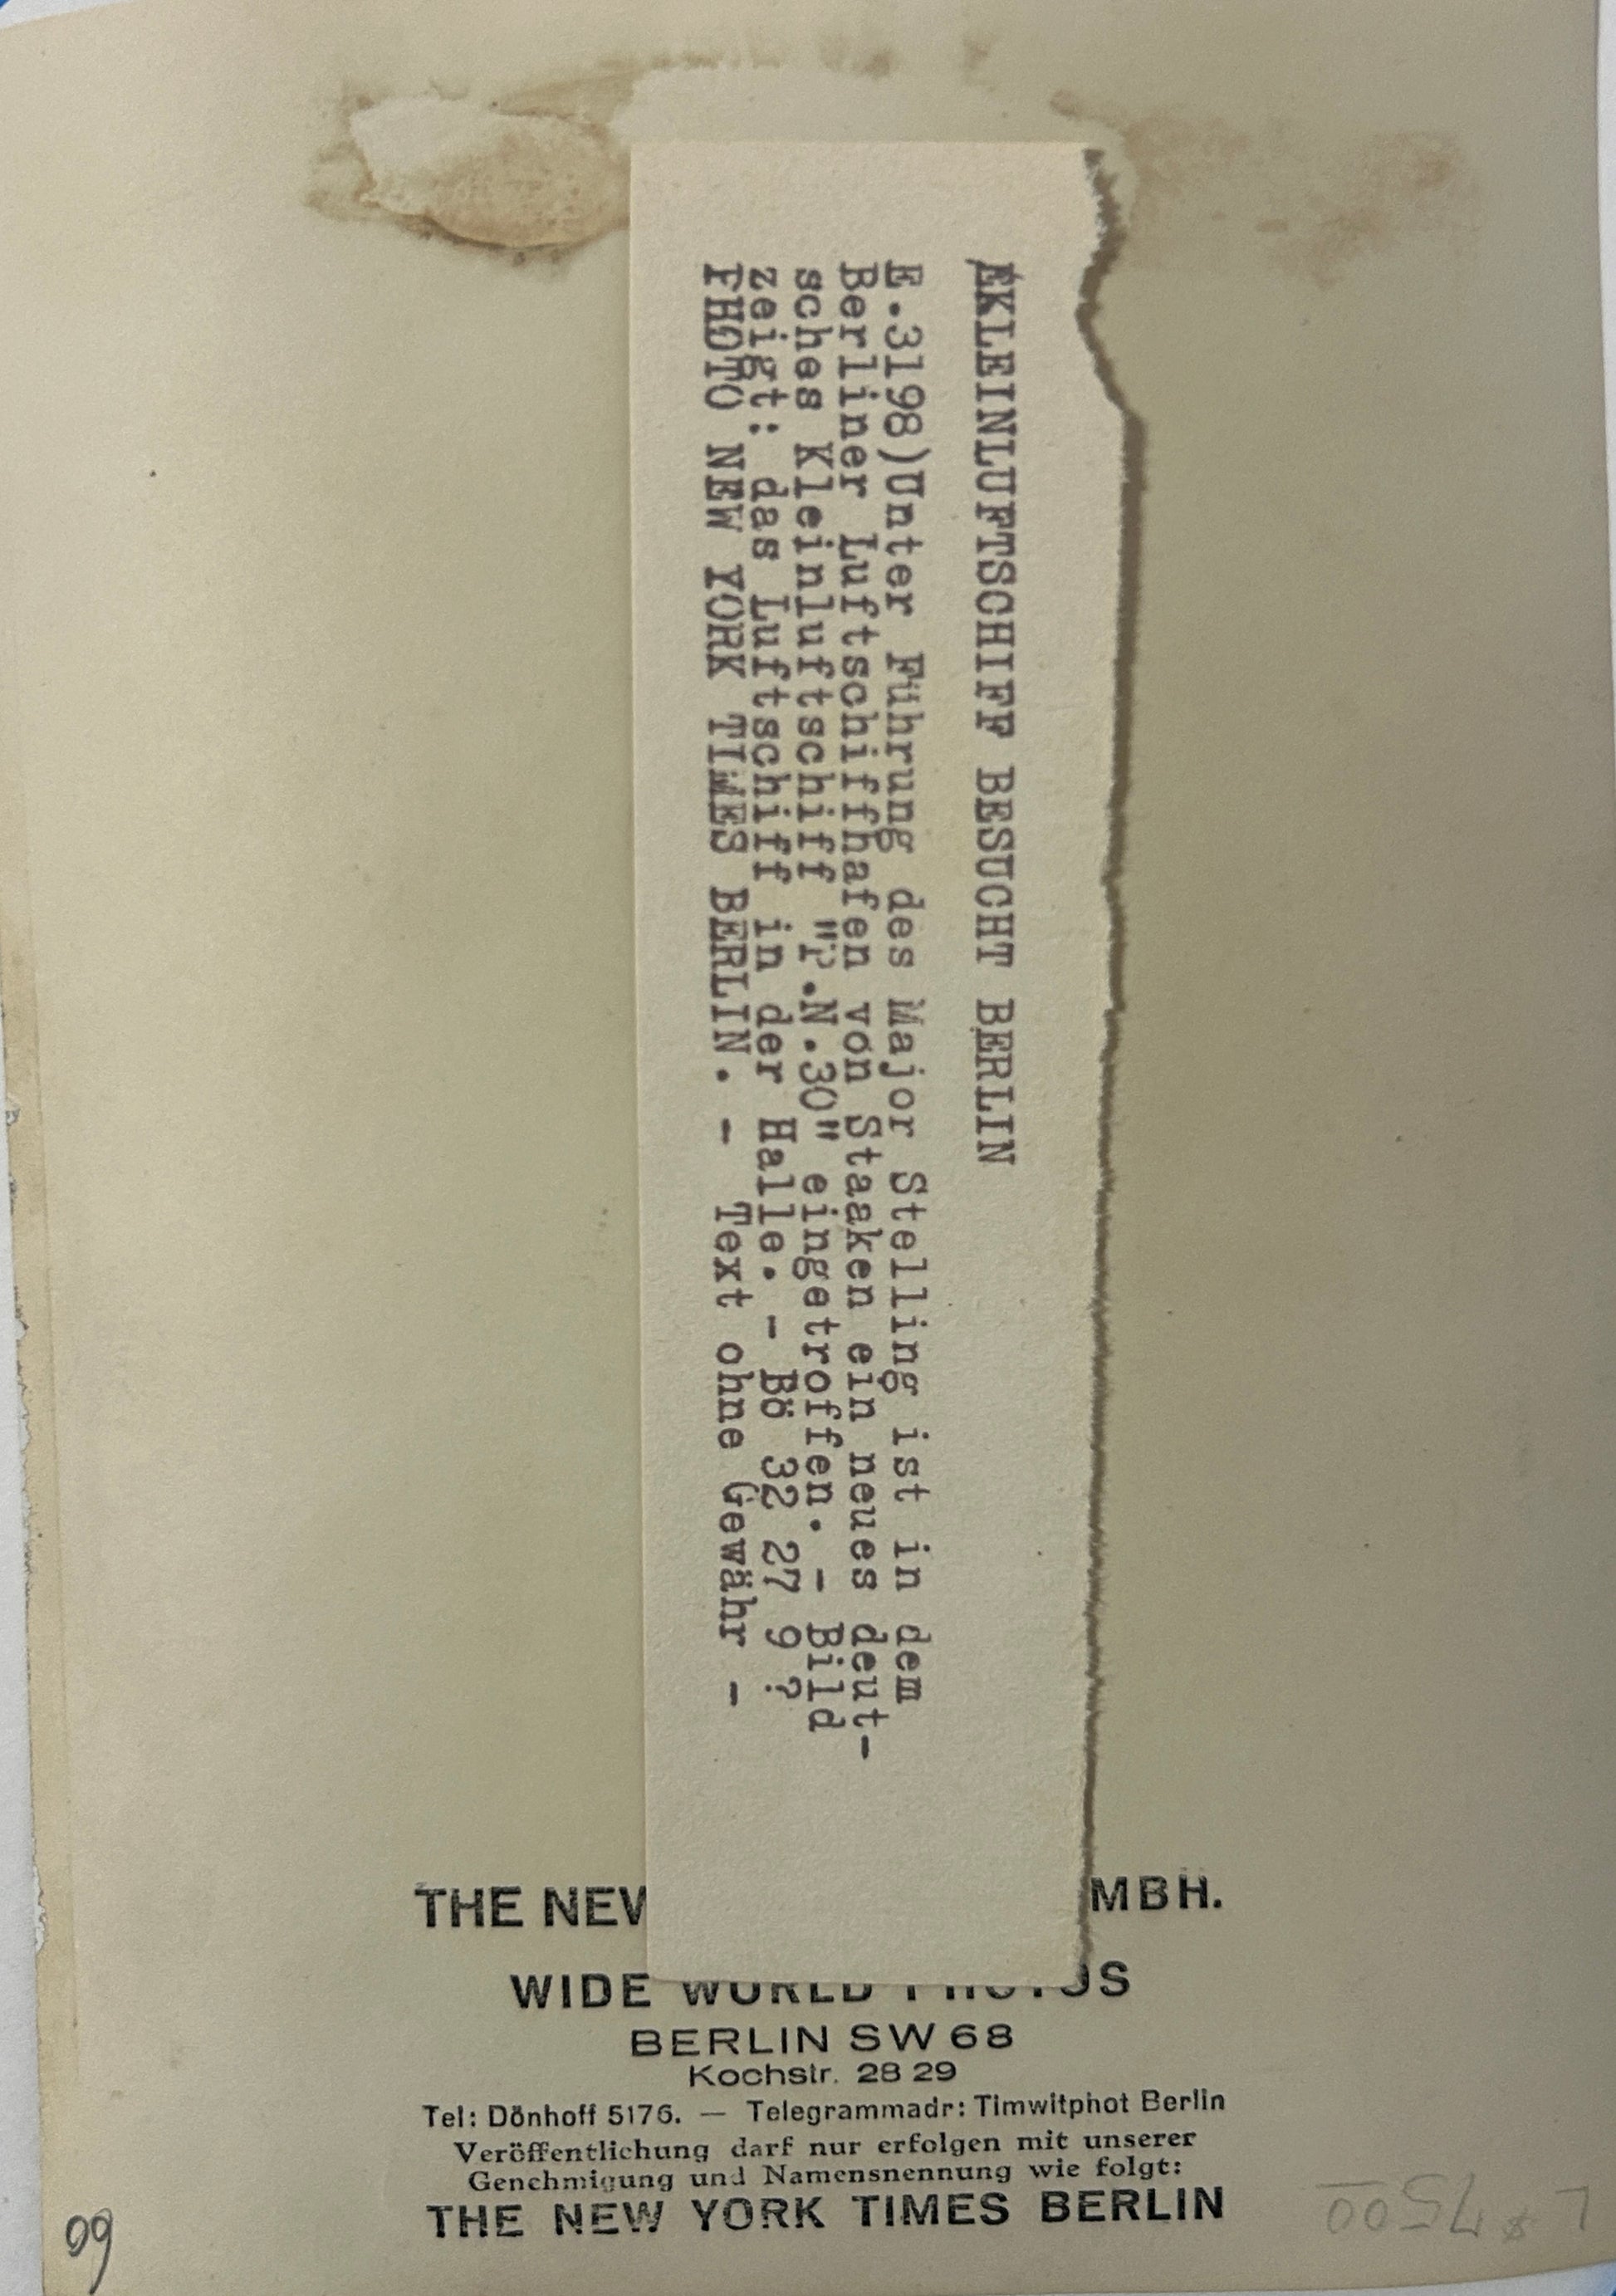 KLEINLUFTSCHIFF BESUCHT BERLIN
E.3198)Unter Führung des Major Stelling ist in dem
Berliner Luftschiffhafen von Staaken ein neues deut-
sches Kleinluftschiff "P.N.30" eingetroffen. - Bild
zeigt: das Luftschiff in der Halle. - Bö 32 27 9 ?
PHOTO NEW YORK TIMES BERLIN. - Text ohne Gewähr -
THE NEW MBH.
WIDE WORLD PHOTOS
BERLIN SW 68
Kochstr. 28 29
Tel: Dönhoff 5176. — Telegrammadr: Timwitphot Berlin
Veröffentlichung darf nur erfolgen mit unserer
Genehmigung und Namensnennung wie folgt:
THE NEW YORK TIMES BERLIN
60
L $ 7500